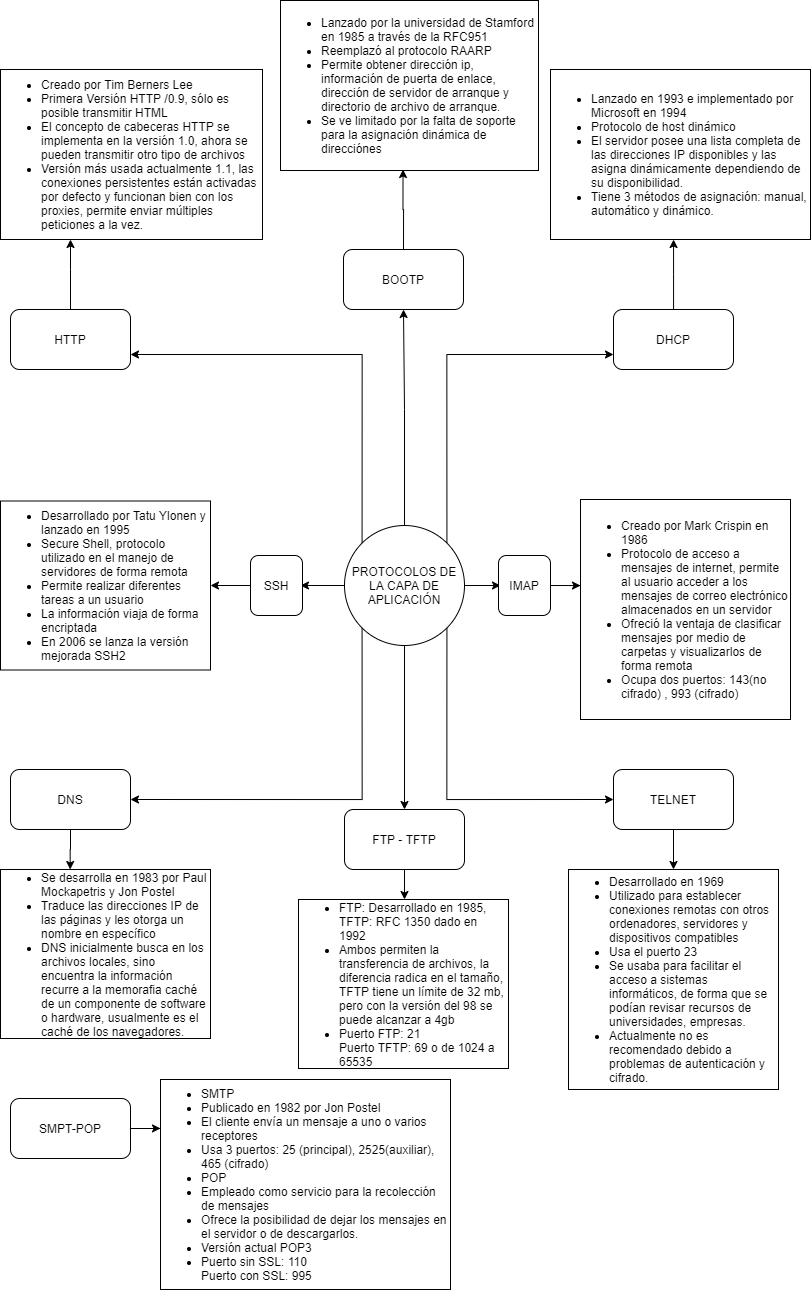 Lanzado por la universidad de Stamford
en 1985 a través de la RFC951
Reemplazó al protocolo RAARP
Permite obtener dirección ip,
información de puerta de enlace,
dirección de servidor de arranque y
directorio de archivo de arranque.
Se ve limitado por la falta de soporte
para la asignación dinámica de
direcciónes
Creado por Tim Berners Lee
Primera Versión HTTP /0.9, sólo es
posible transmitir HTML
El concepto de cabeceras HTTP se
implementa en la versión 1.0, ahora se
pueden transmitir otro tipo de archivos
Versión más usada actualmente 1.1, las
conexiones persistentes están activadas
por defecto y funcionan bien con los
proxies, permite enviar múltiples
peticiones a la vez.
Lanzado en 1993 e implementado por
Microsoft en 1994
Protocolo de host dinámico
El servidor posee una lista completa de
las direcciones IP disponibles y las
asigna dinámicamente dependiendo de
su disponibilidad.
Tiene 3 métodos de asignación: manual,
automático y dinámico.
BOOTP
HTTP
DHCP
Desarrollado por Tatu Ylonen y
lanzado en 1995
Secure Shell, protocolo
utilizado en el manejo de
servidores de forma remota
Permite realizar diferentes
tareas a un usuario
La información viaja de forma
encriptada
En 2006 se lanza la versión
mejorada SSH2
SSH
PROTOCOLOS DE
LA CAPA DE
APLICACIÓN
IMAP
Creado por Mark Crispin en
1986
Protocolo de acceso a
mensajes de internet, permite
al usuario acceder a los
mensajes de correo electrónico
almacenados en un servidor
Ofreció la ventaja de clasificar
mensajes por medio de
carpetas y visualizarlos de
forma remota
Ocupa dos puertos: 143(no
cifrado) , 993 (cifrado)
DNS
FTP - TFTP
TELNET
Se desarrolla en 1983 por Paul
Mockapetris y Jon Postel
Traduce las direcciones IP de
las páginas y les otorga un
nombre en específico
DNS inicialmente busca en los
archivos locales, sino
encuentra la información
recurre a la memorafia caché
de un componente de software
o hardware, usualmente es el
caché de los navegadores.
FTP: Desarrollado en 1985,
TFTP: RFC 1350 dado en
1992
Ambos permiten la
transferencia de archivos, la
diferencia radica en el tamaño,
TFTP tiene un límite de 32 mb,
pero con la versión del 98 se
puede alcanzar a 4gb
Puerto FTP: 21
Puerto TFTP: 69 o de 1024 a
65535
Desarrollado en 1969
Utilizado para establecer
conexiones remotas con otros
ordenadores, servidores y
dispositivos compatibles
Usa el puerto 23
Se usaba para facilitar el
acceso a sistemas
informáticos, de forma que se
podían revisar recursos de
universidades, empresas.
Actualmente no es
recomendado debido a
problemas de autenticación y
cifrado.
SMPT-POP
SMTP
Publicado en 1982 por Jon Postel
El cliente envía un mensaje a uno o varios
receptores
Usa 3 puertos: 25 (principal), 2525(auxiliar),
465 (cifrado)
POP
Empleado como servicio para la recolección
de mensajes
Ofrece la posibilidad de dejar los mensajes en
el servidor o de descargarlos.
Versión actual POP3
Puerto sin SSL: 110
Puerto con SSL: 995